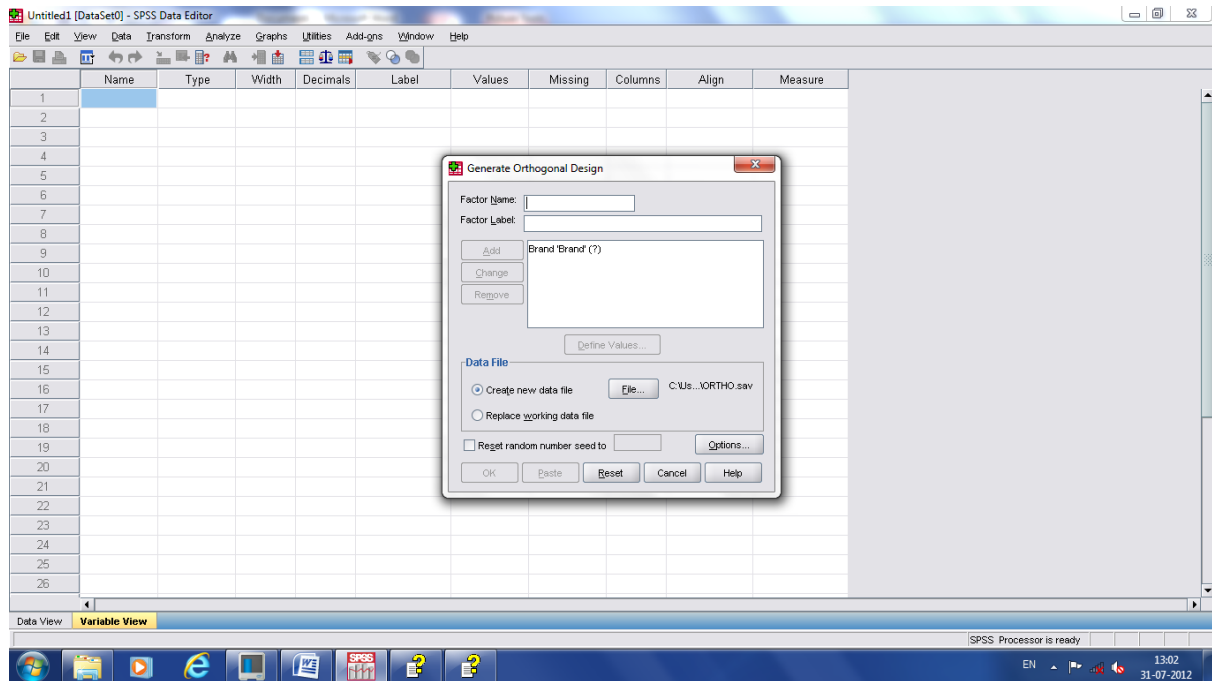 Untitled1 [DataSet0] - SPSS Data Editor
File Edit View Data Transform Analyze Graphs Utilities Add-ons Window Help
Name Type Width Decimals Label Values Missing Columns Align Measure
1
2
3
4
5
6
7
8
9
10
11
12
13
14
15
16
17
18
19
20
21
22
23
24
25
26
Generate Orthogonal Design
Factor Name:
Factor Label:
Add
Change
Remove
Brand 'Brand' (?)
Define Values...
Data File
Create new data file File... C:\Us...\ORTHO.sav
Replace working data file
Reset random number seed to Options...
OK Paste Reset Cancel Help
Data View Variable View
SPSS Processor is ready
EN 13:02
31-07-2012